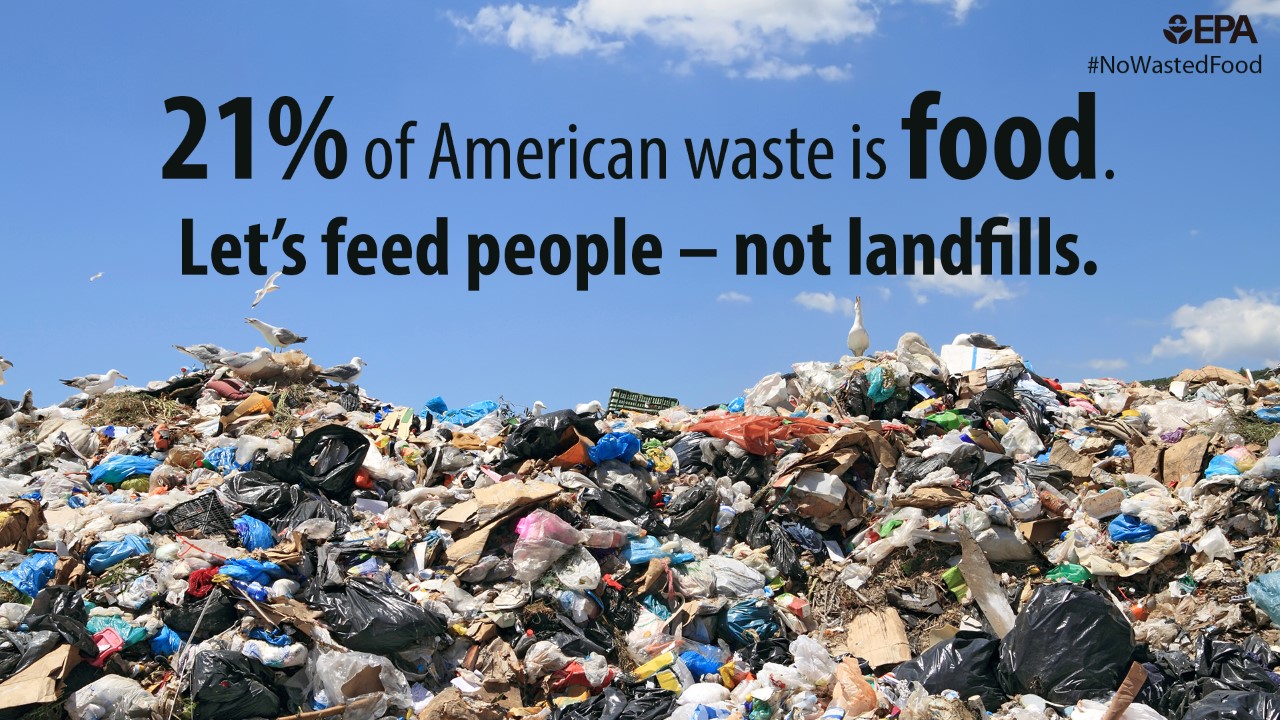 EPA
#NoWastedFood
21% of American waste is food.
Let’s feed people – not landfills.